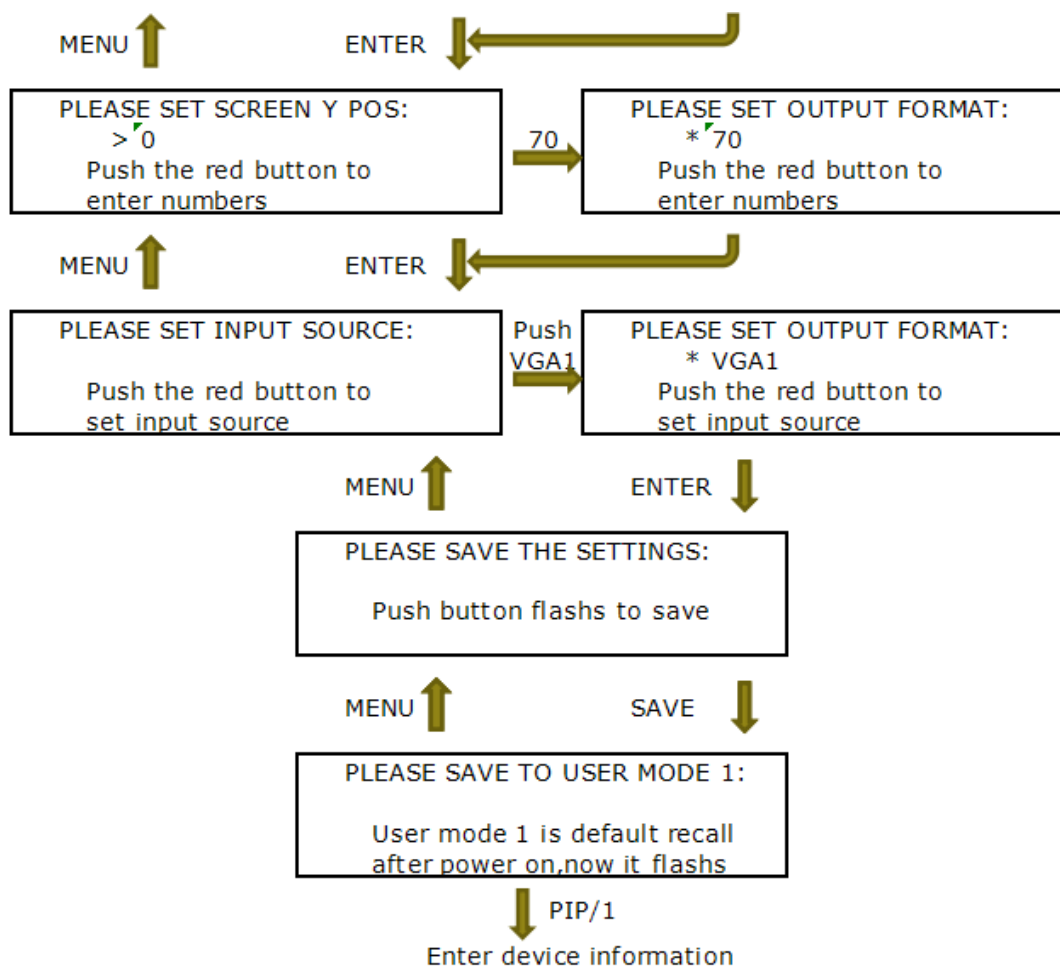 MENU
ENTER
PLEASE SET SCREEN Y POS:
> 0
Push the red button to
enter numbers
70
PLEASE SET OUTPUT FORMAT:
* 70
Push the red button to
enter numbers
MENU
ENTER
PLEASE SET INPUT SOURCE:
Push the red button to
set input source
Push
VGA1
PLEASE SET OUTPUT FORMAT:
* VGA1
Push the red button to
set input source
MENU
ENTER
PLEASE SAVE THE SETTINGS:
Push button flashs to save
MENU
SAVE
PLEASE SAVE TO USER MODE 1:
User mode 1 is default recall
after power on,now it flashs
PIP/1
Enter device information